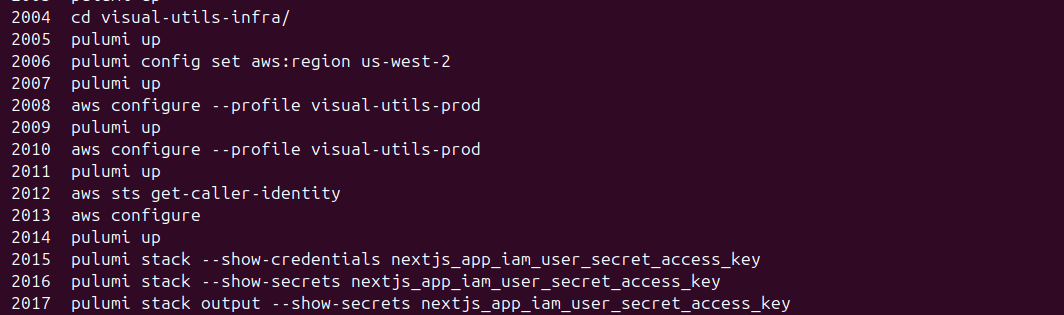 2004  cd visual-utils-infra/
2005  pulumi up
2006  pulumi config set aws:region us-west-2
2007  pulumi up
2008  aws configure --profile visual-utils-prod
2009  pulumi up
2010  aws configure --profile visual-utils-prod
2011  pulumi up
2012  aws sts get-caller-identity
2013  aws configure
2014  pulumi up
2015  pulumi stack --show-credentials nextjs_app_iam_user_secret_access_key
2016  pulumi stack --show-secrets nextjs_app_iam_user_secret_access_key
2017  pulumi stack output --show-secrets nextjs_app_iam_user_secret_access_key